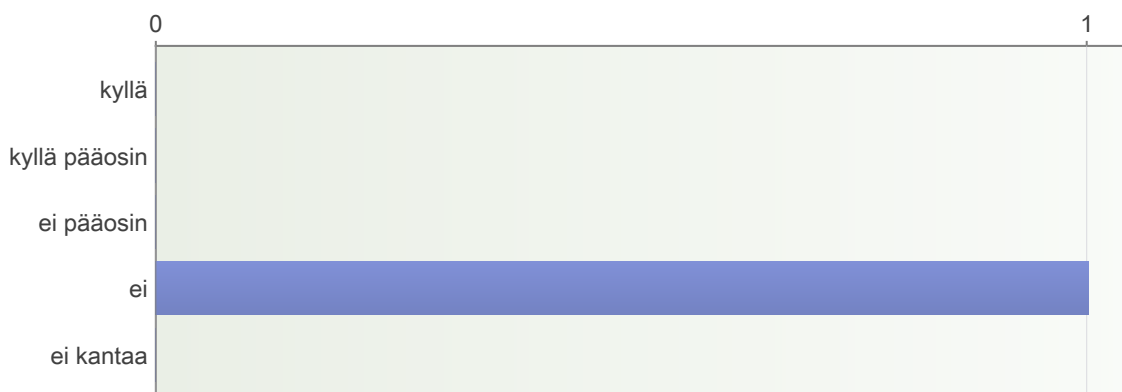 0 1
kyllä
kyllä pääosin
ei pääosin
ei
ei kantaa